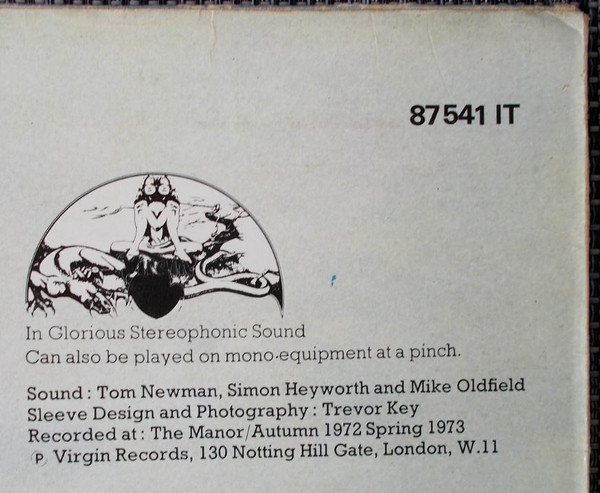 87541 IT
In Glorious Stereophonic Sound
Can also be played on mono-equipment at a pinch.
Sound : Tom Newman, Simon Heyworth and Mike Oldfield
Sleeve Design and Photography : Trevor Key
Recorded at : The Manor/Autumn 1972 Spring 1973
℗ Virgin Records, 130 Notting Hill Gate, London, W.11